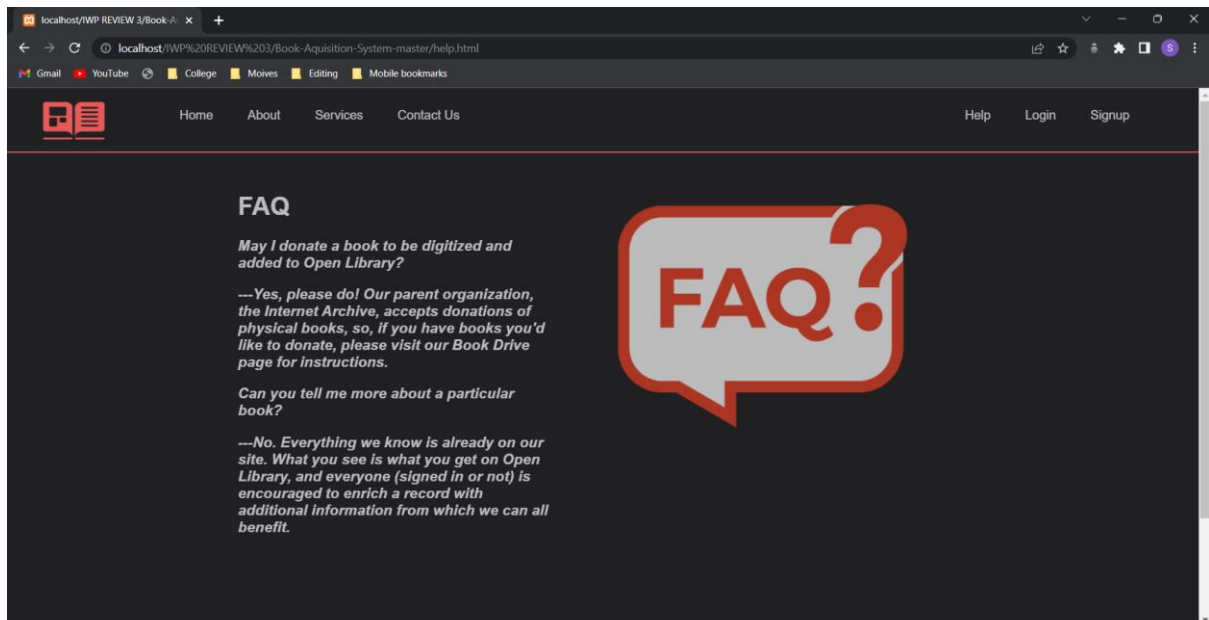 localhost/IWP REVIEW 3/Book-A
localhost/IWP%20REVIEW%203/Book-Aquisition-System-master/help.html
S
Gmail YouTube College Moives Editing Mobile bookmarks
Home About Services Contact Us Help Login Signup
FAQ
May I donate a book to be digitized and
added to Open Library?
---Yes, please do! Our parent organization,
the Internet Archive, accepts donations of
physical books, so, if you have books you'd
like to donate, please visit our Book Drive
page for instructions.
Can you tell me more about a particular
book?
---No. Everything we know is already on our
site. What you see is what you get on Open
Library, and everyone (signed in or not) is
encouraged to enrich a record with
additional information from which we can all
benefit.
FAQ?